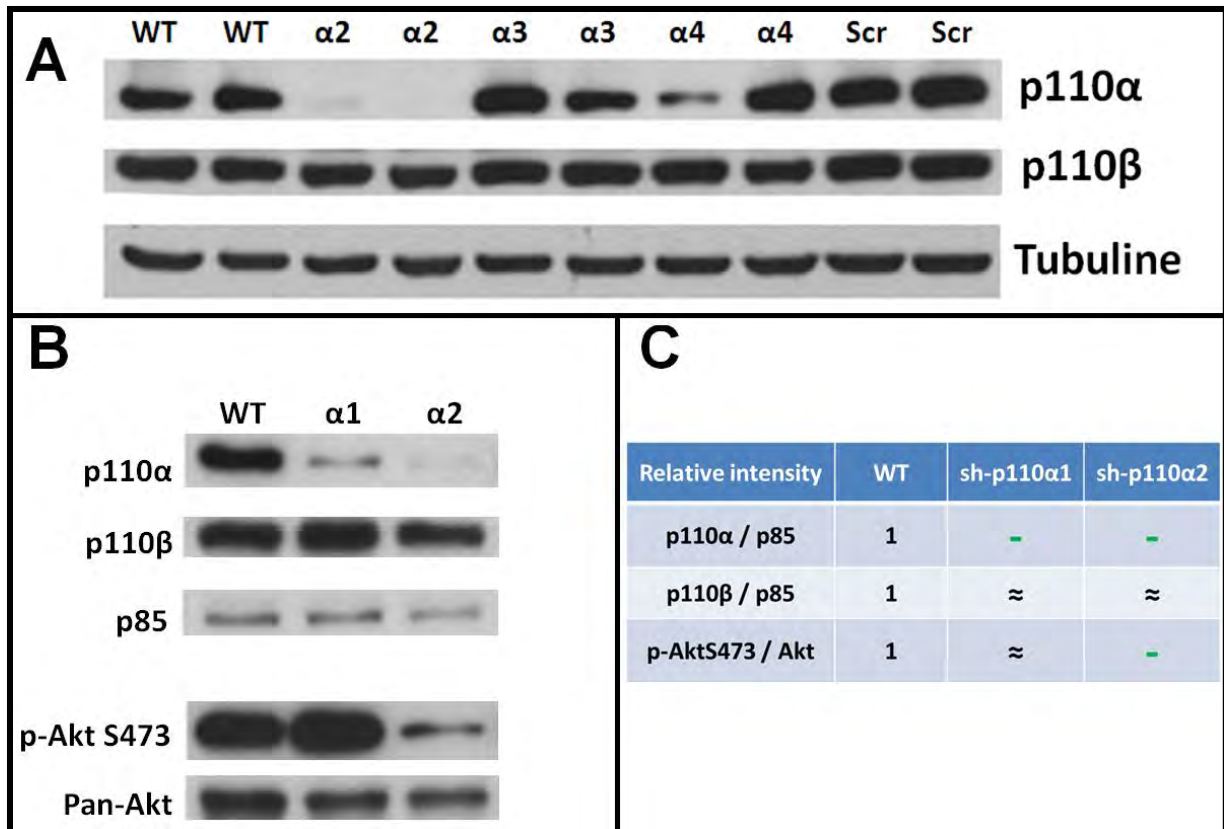 WT WT α2 α2 α3 α3 α4 α4 Scr Scr
A
p110α
p110β
Tubuline
B
WT α1 α2
p110α
p110β
p85
p-Akt S473
Pan-Akt
C
Relative intensity WT sh-p110α1 sh-p110α2
p110α / p85 1 - -
p110β / p85 1 ≈ ≈
p-AktS473 / Akt 1 ≈ -